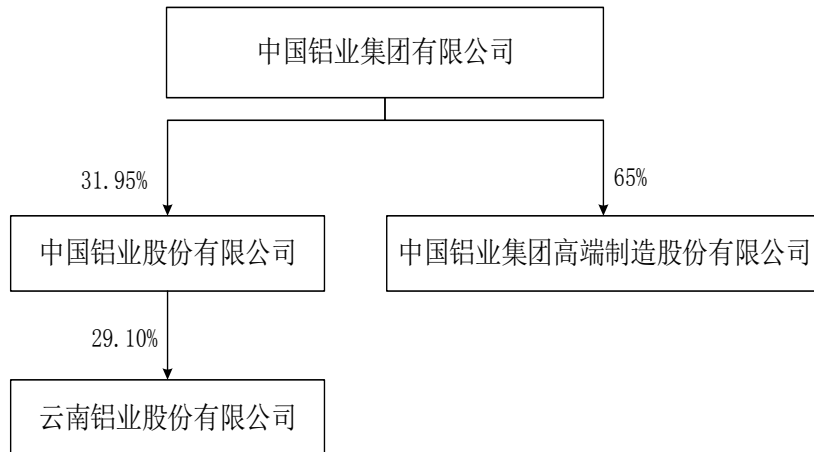 中国铝业集团有限公司
31.95%
65%
中国铝业股份有限公司
中国铝业集团高端制造股份有限公司
29.10%
云南铝业股份有限公司